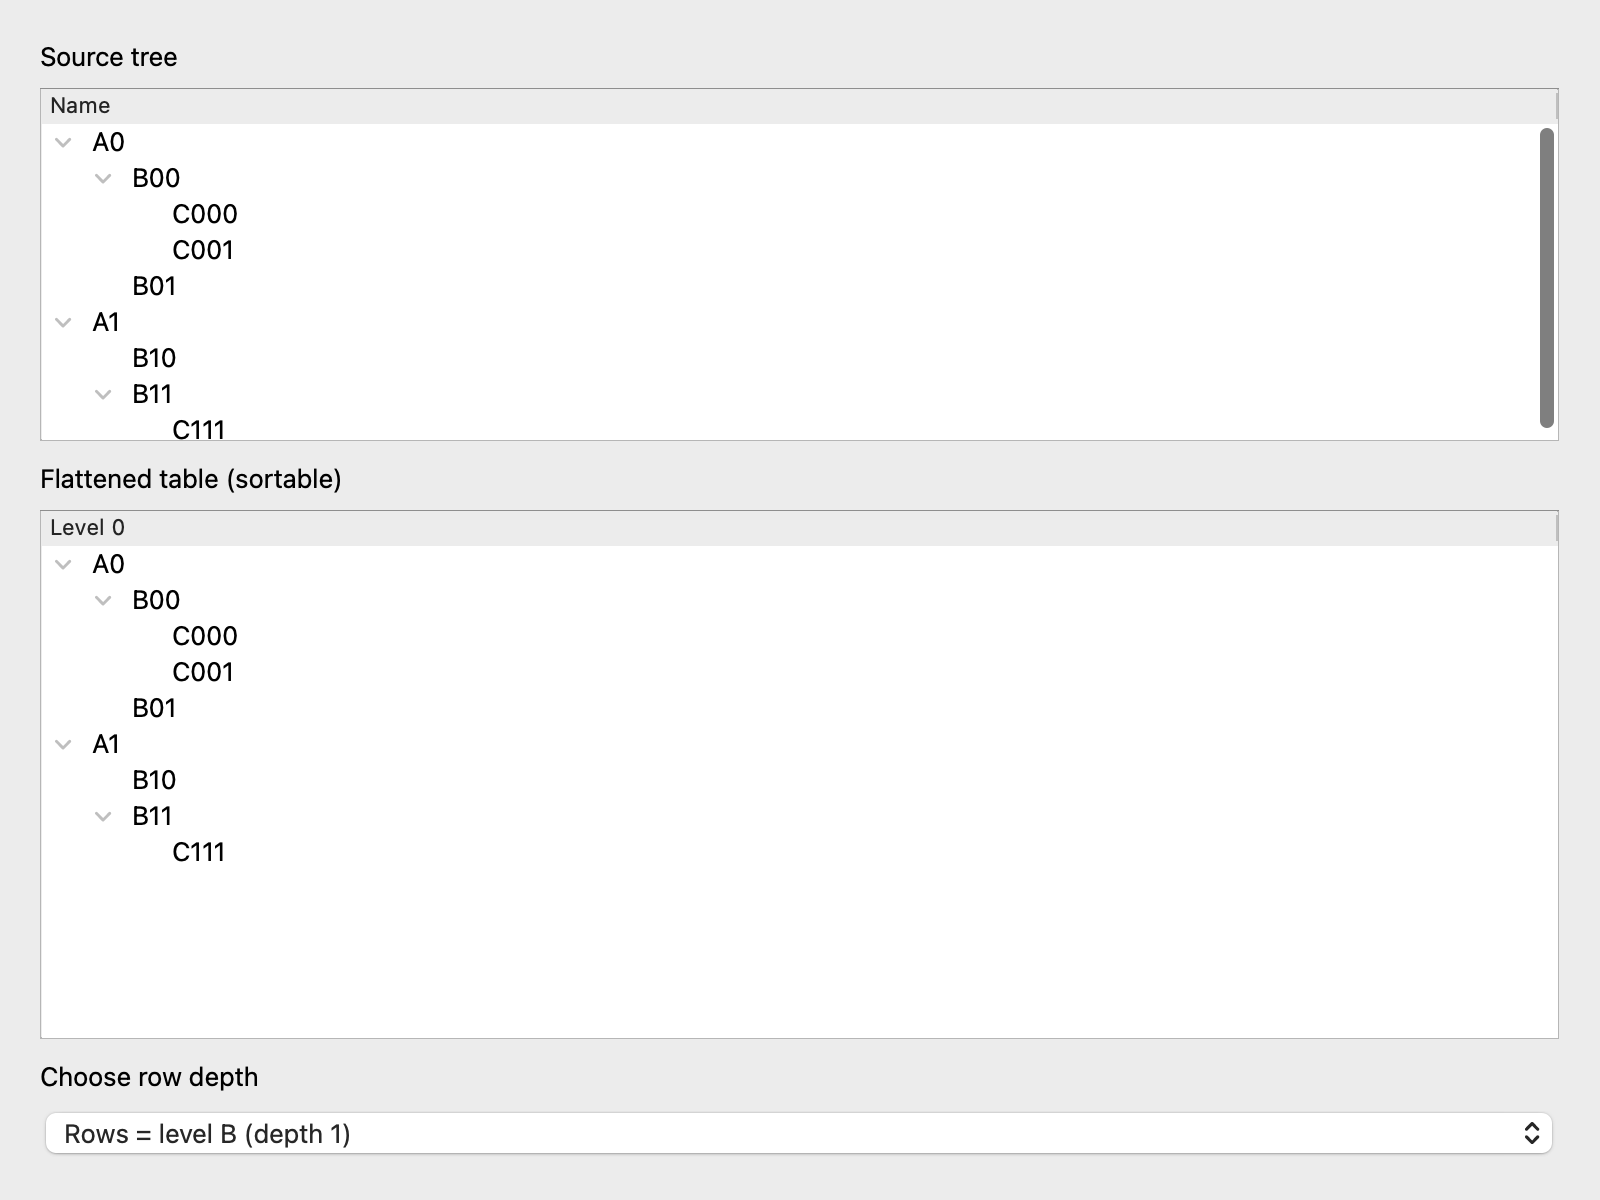 Source tree
Name
A0
B00
C000
C001
B01
A1
B10
B11
C111
Flattened table (sortable)
Level 0
A0
B00
C000
C001
B01
A1
B10
B11
C111
Choose row depth
Rows = level B (depth 1)